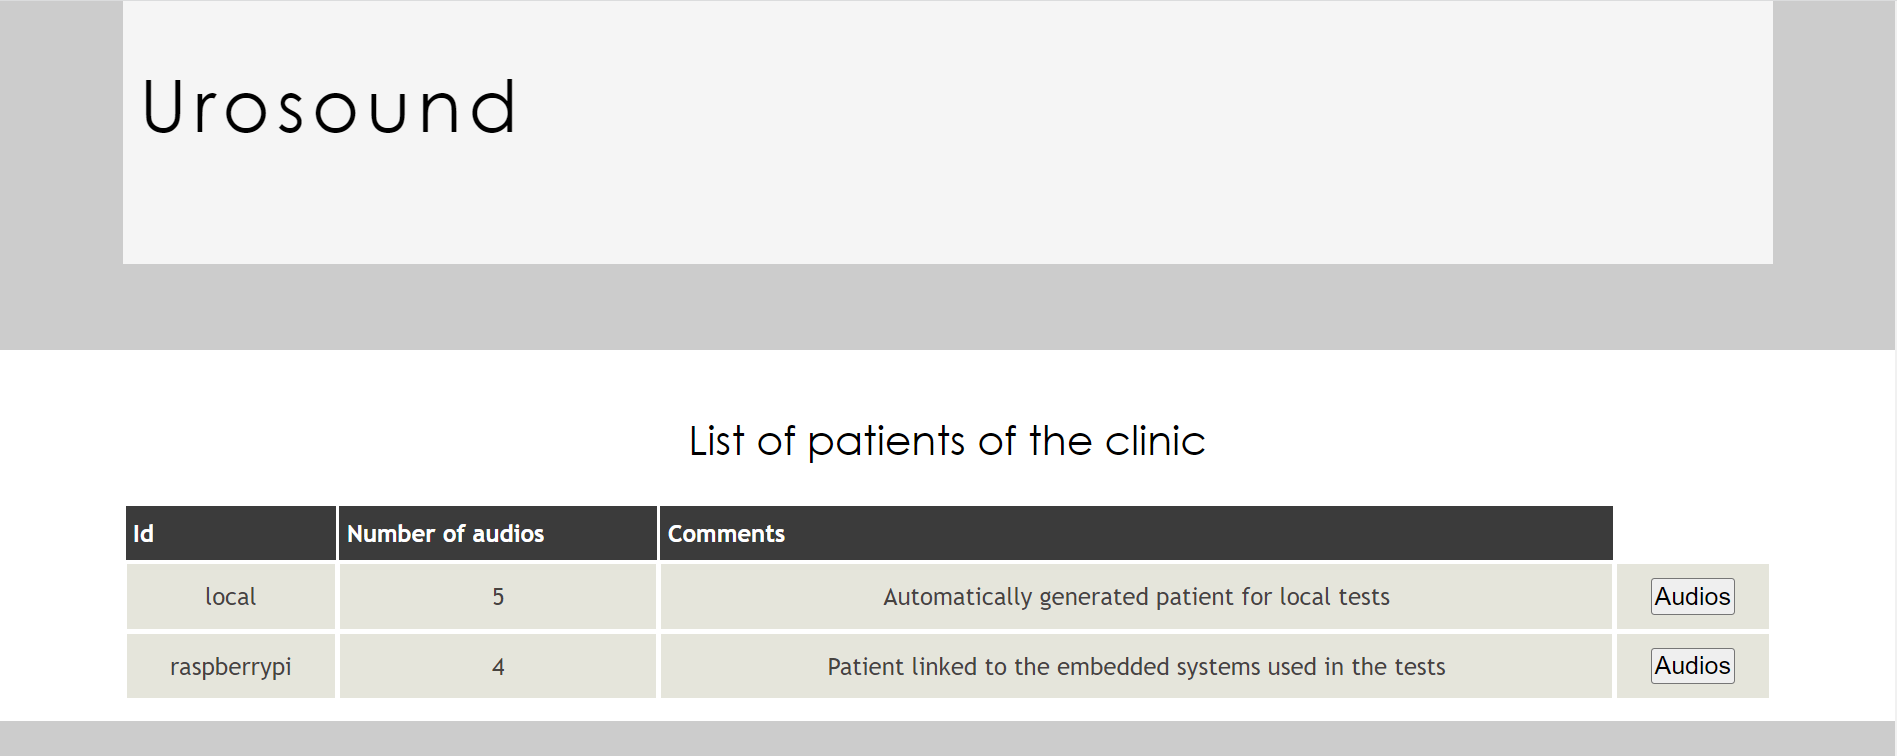 Urosound
List of patients of the clinic
Id Number of audios Comments
local 5 Automatically generated patient for local tests Audios
raspberrypi 4 Patient linked to the embedded systems used in the tests Audios